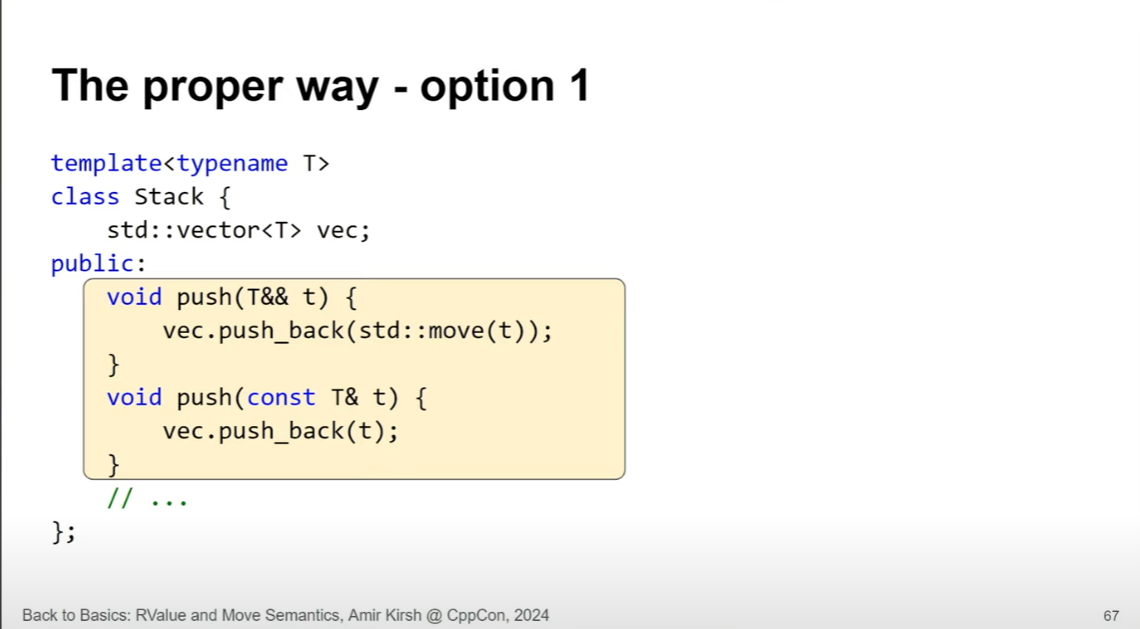 The proper way - option 1
template<typename T>
class Stack {
    std::vector<T> vec;
public:
    void push(T&& t) {
        vec.push_back(std::move(t));
    }
    void push(const T& t) {
        vec.push_back(t);
    }
    // ...
};
Back to Basics: RValue and Move Semantics, Amir Kirsh @ CppCon, 2024
67